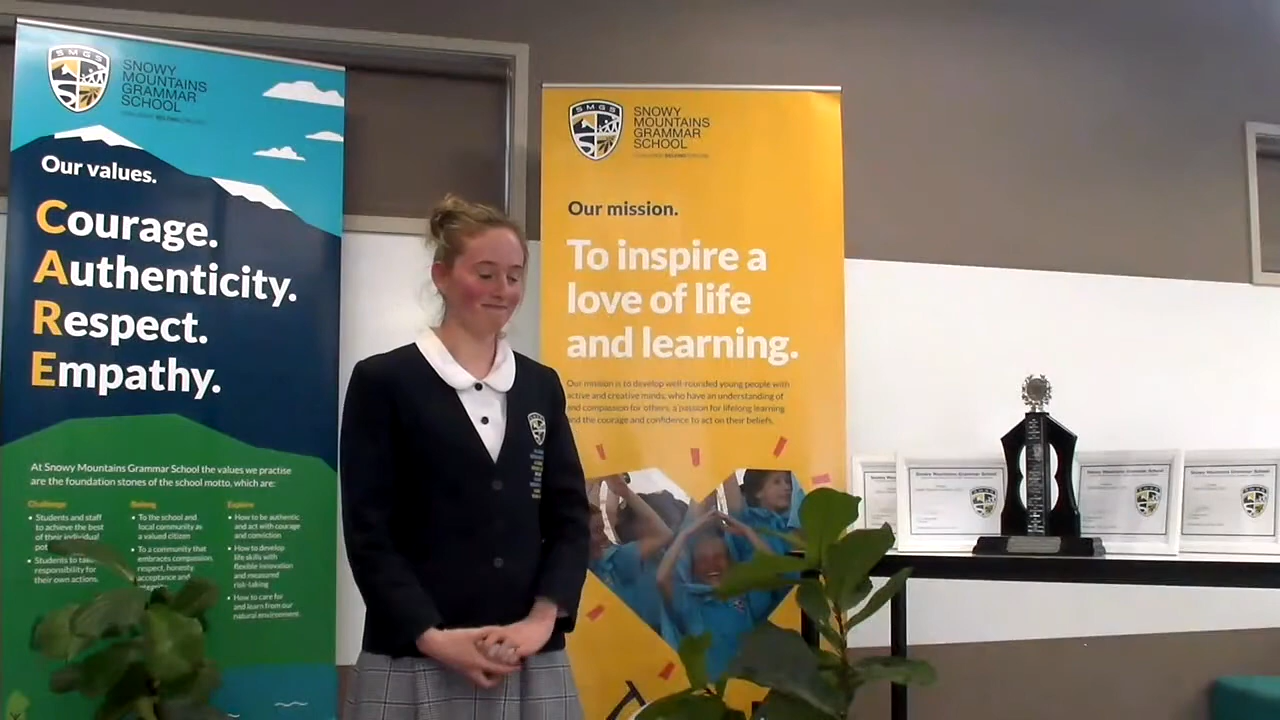 SMGS
SNOWY
MOUNTAINS
GRAMMAR
SCHOOL
Our values.
Courage.
Authenticity.
Respect.
Empathy.
At Snowy Mountains Grammar School the values we practise
are the foundation stones of the school motto, which are:
Challenge
• Students and staff
to achieve the best
of their individual
• Students to take
responsibility for
their own actions.
Belong
• To the school and
local community as
a valued citizen
• To a community that
embraces compassion,
respect, honesty,
acceptance and
Explore
• How to be authentic
and act with courage
and conviction
• How to develop
life skills with
flexible innovation
and measured
risk-taking
• How to care for
and learn from our
natural environment.
SMGS
SNOWY
MOUNTAINS
GRAMMAR
SCHOOL
Our mission.
To inspire a
love of life
and learning.
Our mission is to develop well-rounded young people with
active and creative minds, who have an understanding of
and compassion for others, a passion for lifelong learning
and the courage and confidence to act on their beliefs.
Snowy Mountains Grammar School
Snowy Mountains Grammar School
Snowy Mountains Grammar School